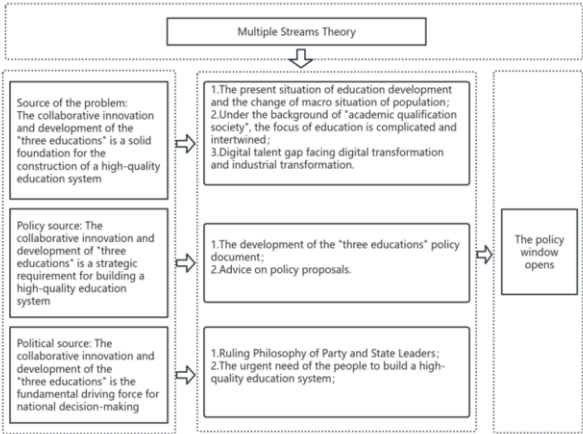 Multiple Streams Theory
Source of the problem:
The collaborative innovation
and development of the
"three educations" is a solid
foundation for the
construction of a high-quality
education system
1.The present situation of education development
and the change of macro situation of population;
2.Under the background of "academic qualification
society", the focus of education is complicated and
intertwined;
3.Digital talent gap facing digital transformation
and industrial transformation.
Policy source: The
collaborative innovation and
development of "three
educations" is a strategic
requirement for building a
high-quality education
system
1.The development of the "three educations" policy
document;
2.Advice on policy proposals.
The policy
window
opens
Political source: The
collaborative innovation and
development of the
"three educations" is the
fundamental driving force for
national decision-making
1.Ruling Philosophy of Party and State Leaders;
2.The urgent need of the people to build a high-
quality education system;